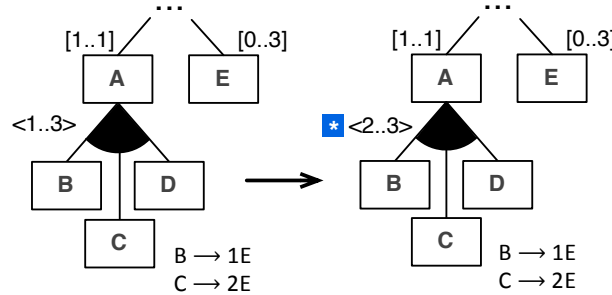 ... ...
[1..1] [0..3] [1..1] [0..3]
A E A E
<1..3> * <2..3>
B D B D
C C
B → 1E B → 1E
C → 2E C → 2E